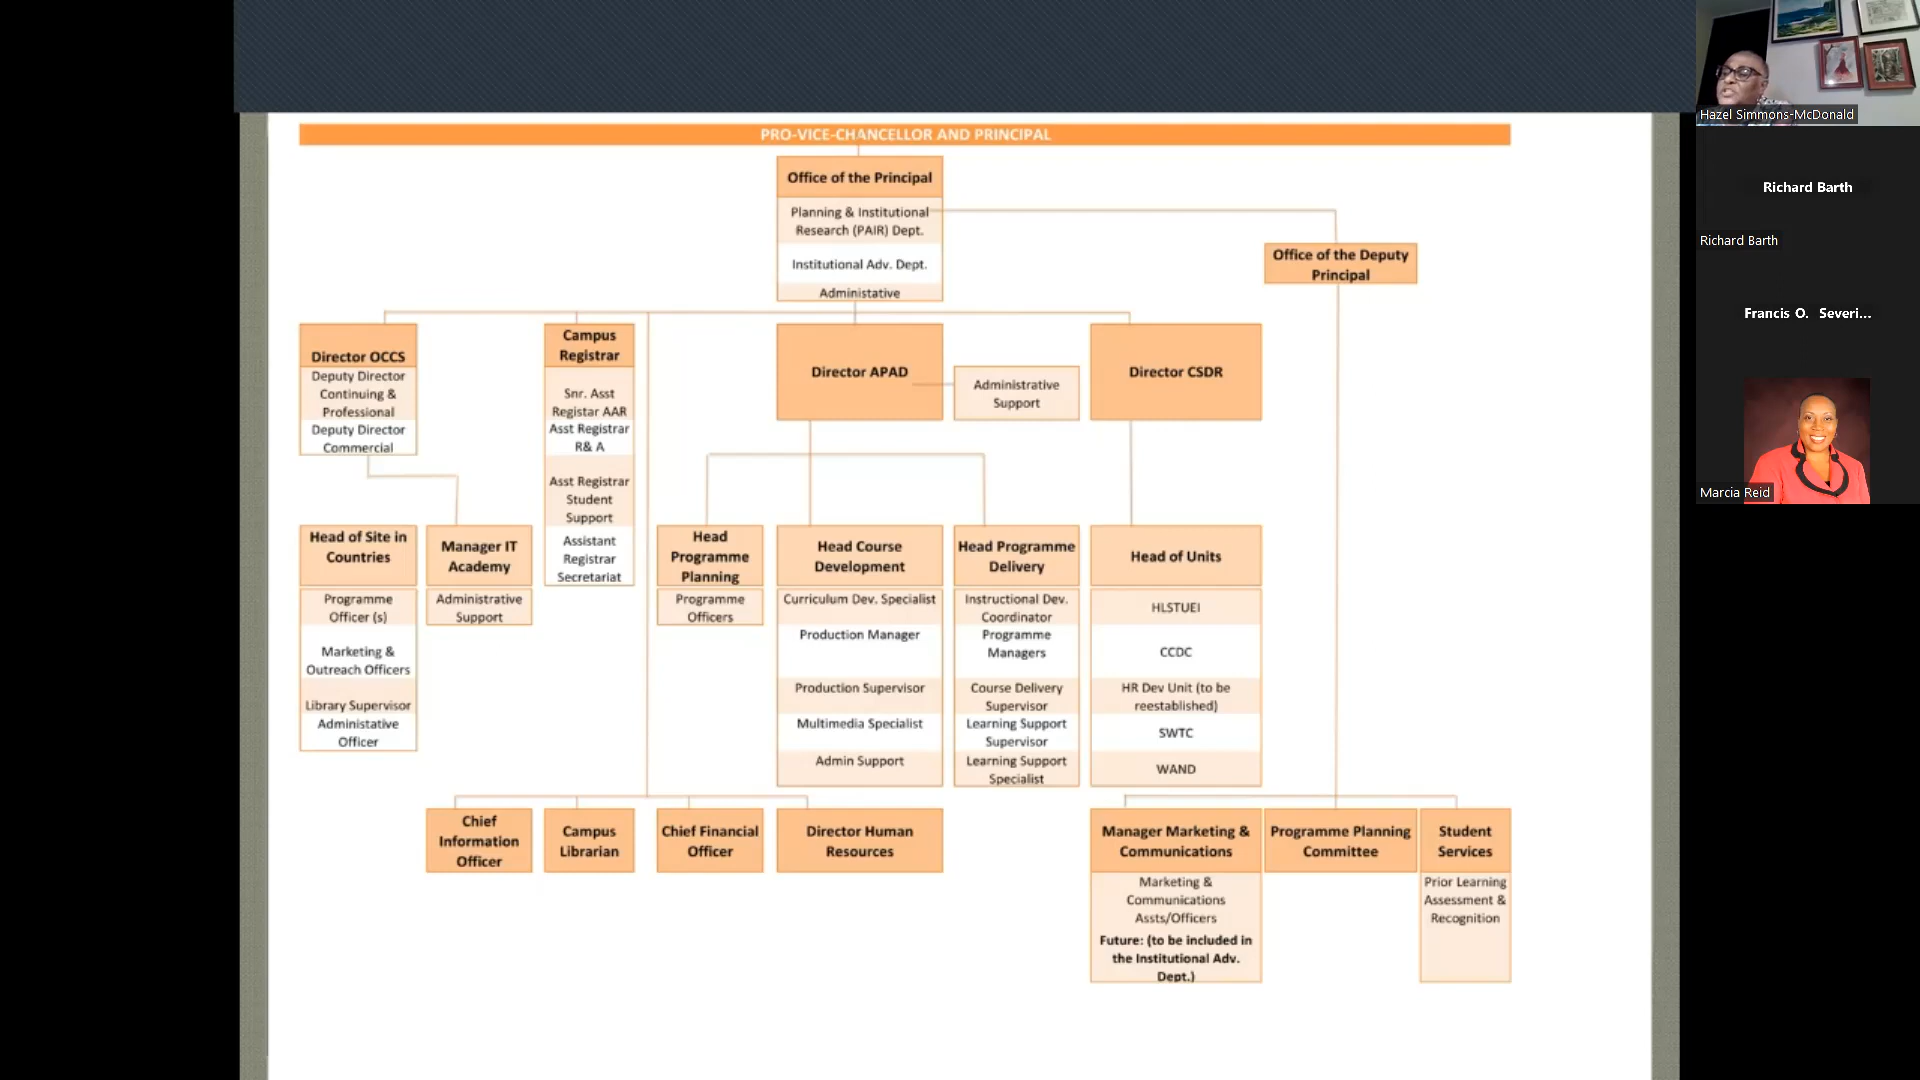 PRO-VICE-CHANCELLOR AND PRINCIPAL
Office of the Principal
Planning & Institutional
Research (PAIR) Dept.
Institutional Adv. Dept.
Administative
Office of the Deputy
Principal
Director OCCS
Deputy Director
Continuing &
Professional
Deputy Director
Commercial
Campus
Registrar
Snr. Asst
Registar AAR
Asst Registrar
R& A
Asst Registrar
Student
Support
Assistant
Registrar
Secretariat
Director APAD
Administrative
Support
Director CSDR
Head of Site in
Countries
Programme
Officer (s)
Marketing &
Outreach Officers
Library Supervisor
Administative
Officer
Manager IT
Academy
Administrative
Support
Head
Programme
Planning
Programme
Officers
Head Course
Development
Curriculum Dev. Specialist
Production Manager
Production Supervisor
Multimedia Specialist
Admin Support
Head Programme
Delivery
Instructional Dev.
Coordinator
Programme
Managers
Course Delivery
Supervisor
Learning Support
Supervisor
Learning Support
Specialist
Head of Units
HLSTUEI
CCDC
HR Dev Unit (to be
reestablished)
SWTC
WAND
Chief
Information
Officer
Campus
Librarian
Chief Financial
Officer
Director Human
Resources
Manager Marketing &
Communications
Marketing &
Communications
Assts/Officers
Future: (to be included in
the Institutional Adv.
Dept.)
Programme Planning
Committee
Student
Services
Prior Learning
Assessment &
Recognition
Hazel Simmons-McDonald
Richard Barth
Richard Barth
Francis O. Severi...
Marcia Reid